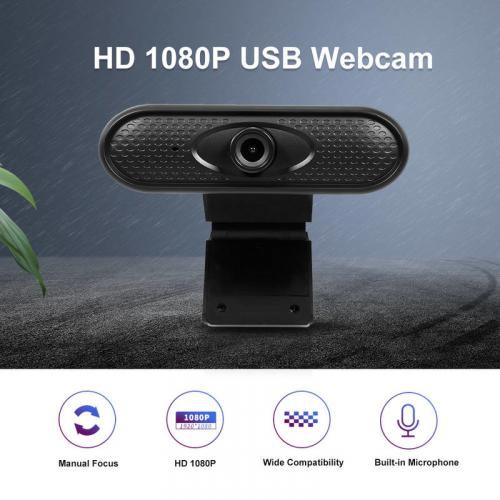 HD 1080P USB Webcam
1080P
1920*1080
Manual Focus
HD 1080P
Wide Compatibility
Built-in Microphone